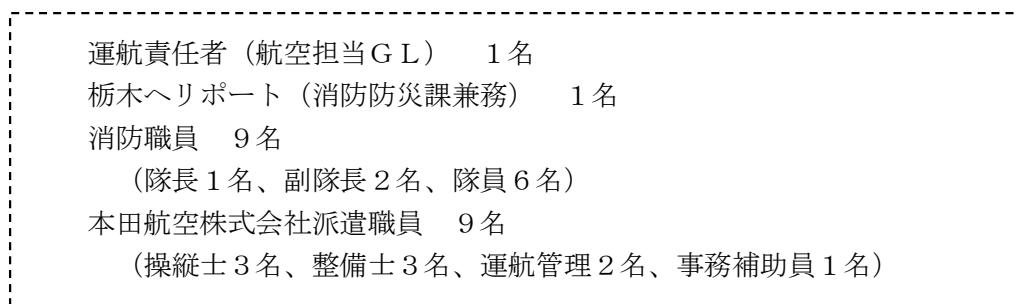 運航責任者（航空担当ＧＬ）　１名
栃木ヘリポート（消防防災課兼務）　１名
消防職員　９名
（隊長１名、副隊長２名、隊員６名）
本田航空株式会社派遣職員　９名
（操縦士３名、整備士３名、運航管理２名、事務補助員１名）